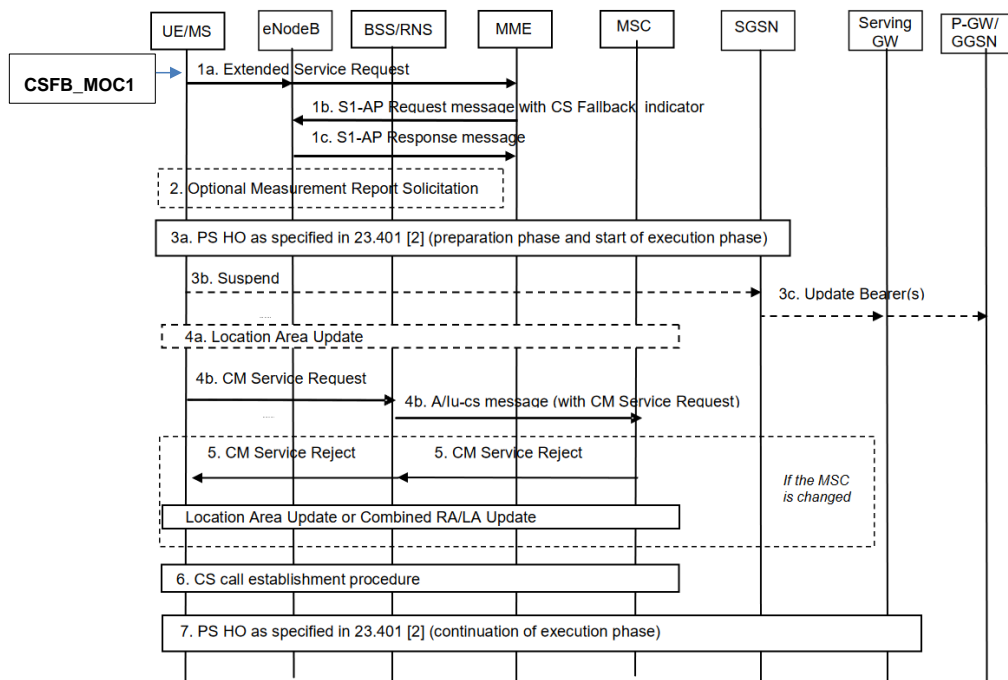 UE/MS
eNodeB
BSS/RNS
MME
MSC
SGSN
Serving
GW
P-GW/
GGSN
CSFB_MOC1
1a. Extended Service Request
1b. S1-AP Request message with CS Fallback indicator
1c. S1-AP Response message
2. Optional Measurement Report Solicitation
3a. PS HO as specified in 23.401 [2] (preparation phase and start of execution phase)
3b. Suspend
3c. Update Bearer(s)
4a. Location Area Update
4b. CM Service Request
4b. A/Iu-cs message (with CM Service Request)
5. CM Service Reject
5. CM Service Reject
If the MSC
is changed
Location Area Update or Combined RA/LA Update
6. CS call establishment procedure
7. PS HO as specified in 23.401 [2] (continuation of execution phase)